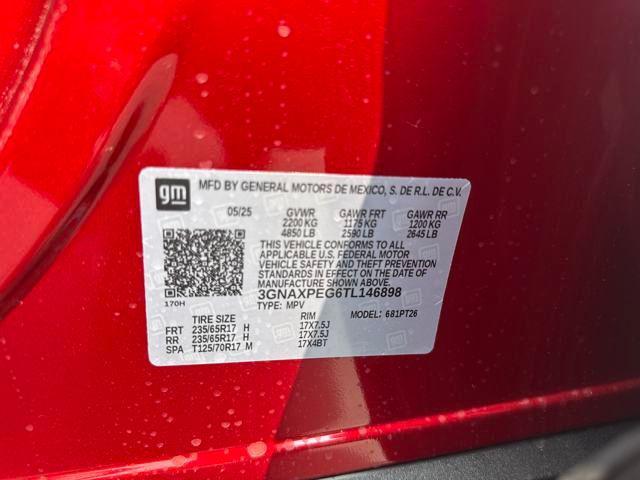 gm MFD BY GENERAL MOTORS DE MEXICO, S. DE R.L. DE C.V.
05/25 GVWR GAWR FRT GAWR RR
2200 KG 1175 KG 1200 KG
4850 LB 2590 LB 2645 LB
THIS VEHICLE CONFORMS TO ALL
APPLICABLE U.S. FEDERAL MOTOR
VEHICLE SAFETY AND THEFT PREVENTION
STANDARDS IN EFFECT ON THE DATE OF
MANUFACTURE SHOWN ABOVE.
170H 3GNAXPEG6TL146898
TYPE: MPV MODEL: 681PT26
TIRE SIZE RIM
FRT 235/65R17 H 17X7.5J
RR 235/65R17 H 17X7.5J
SPA T125/70R17 M 17X4BT